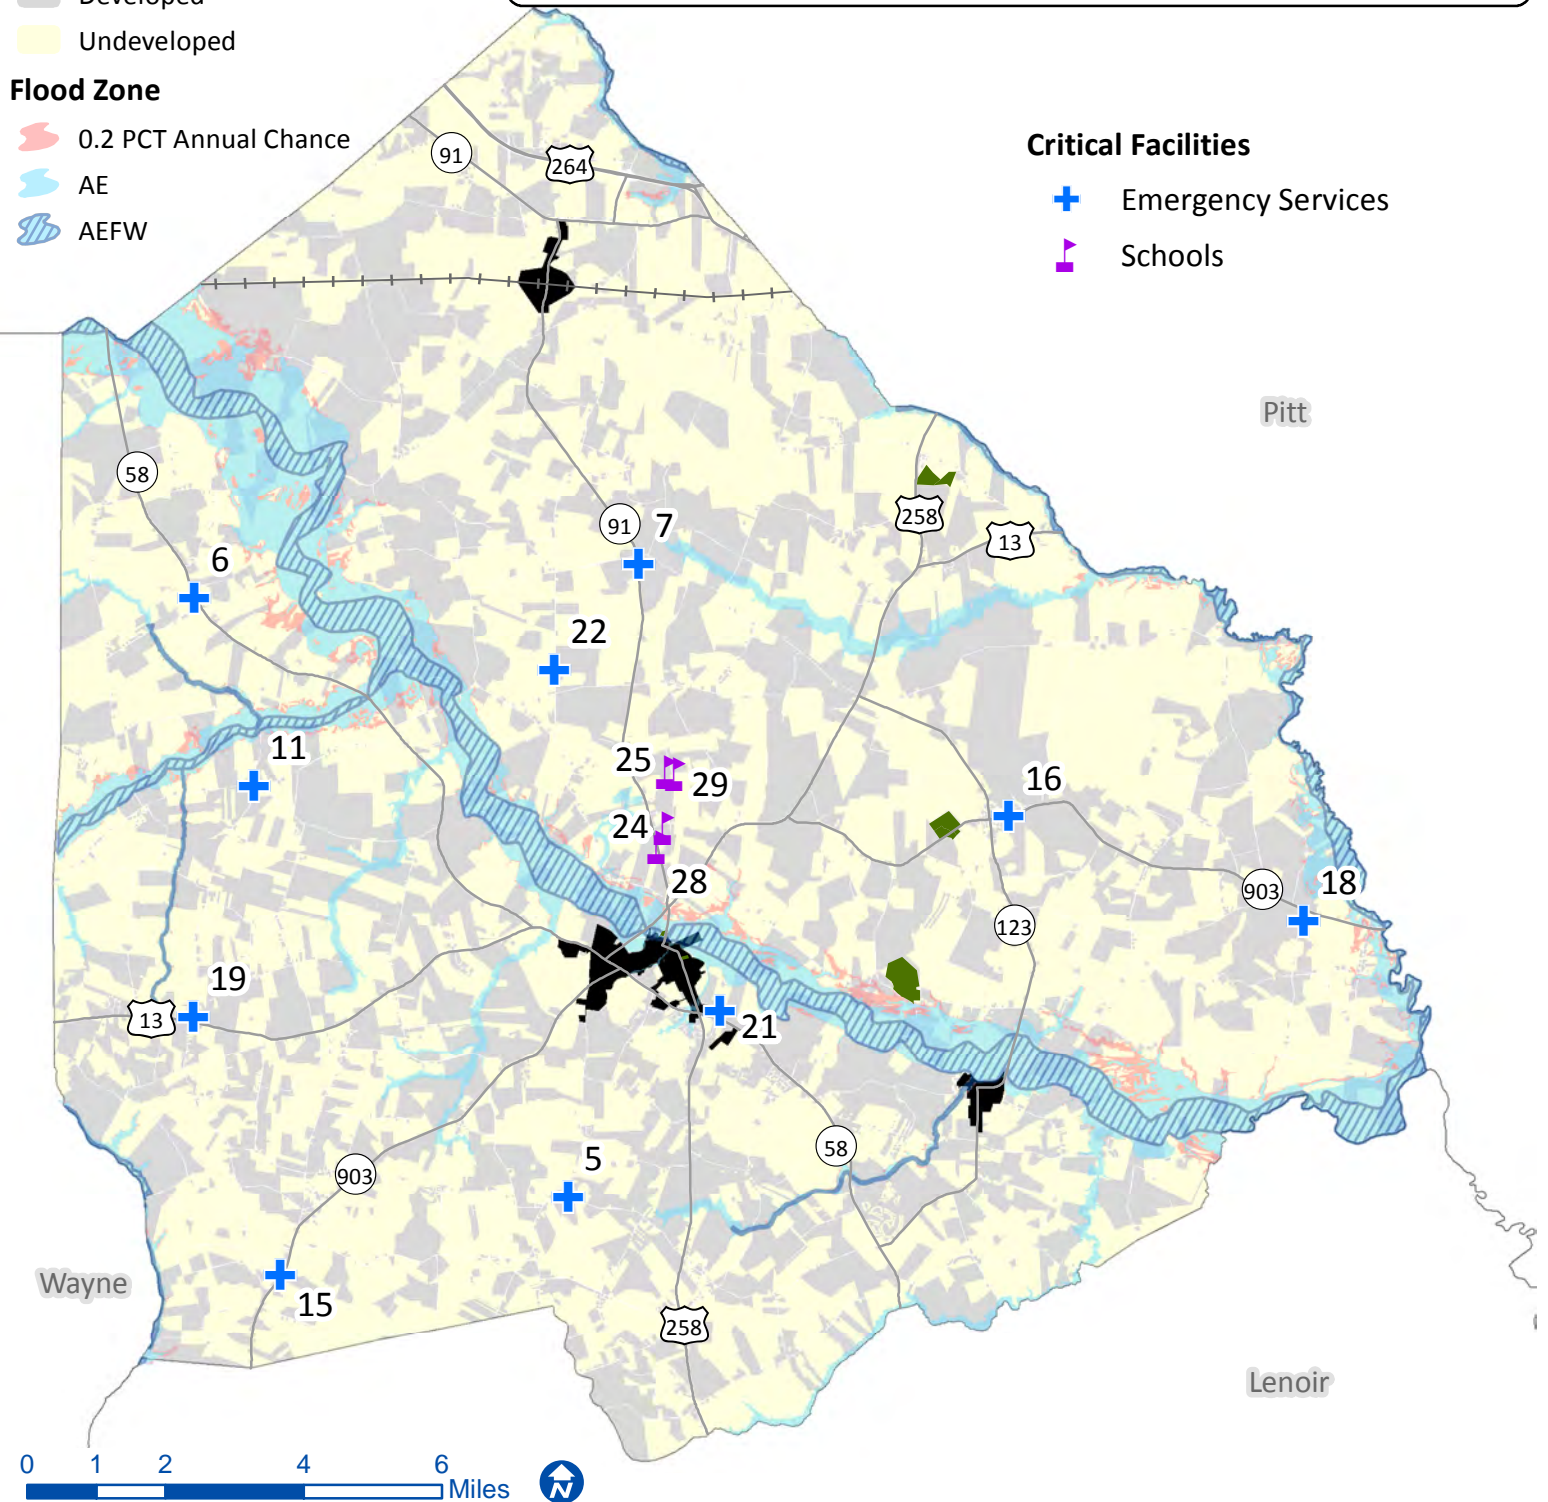 Developed
Undeveloped
Flood Zone
0.2 PCT Annual Chance
AE
AEFW
Critical Facilities
Emergency Services
Schools
91
264
Pitt
58
258
13
91
7
6
22
11
25
29
16
24
28
903
18
123
19
13
21
58
5
903
Wayne
15
258
Lenoir
0 1 2 4 6
Miles
N